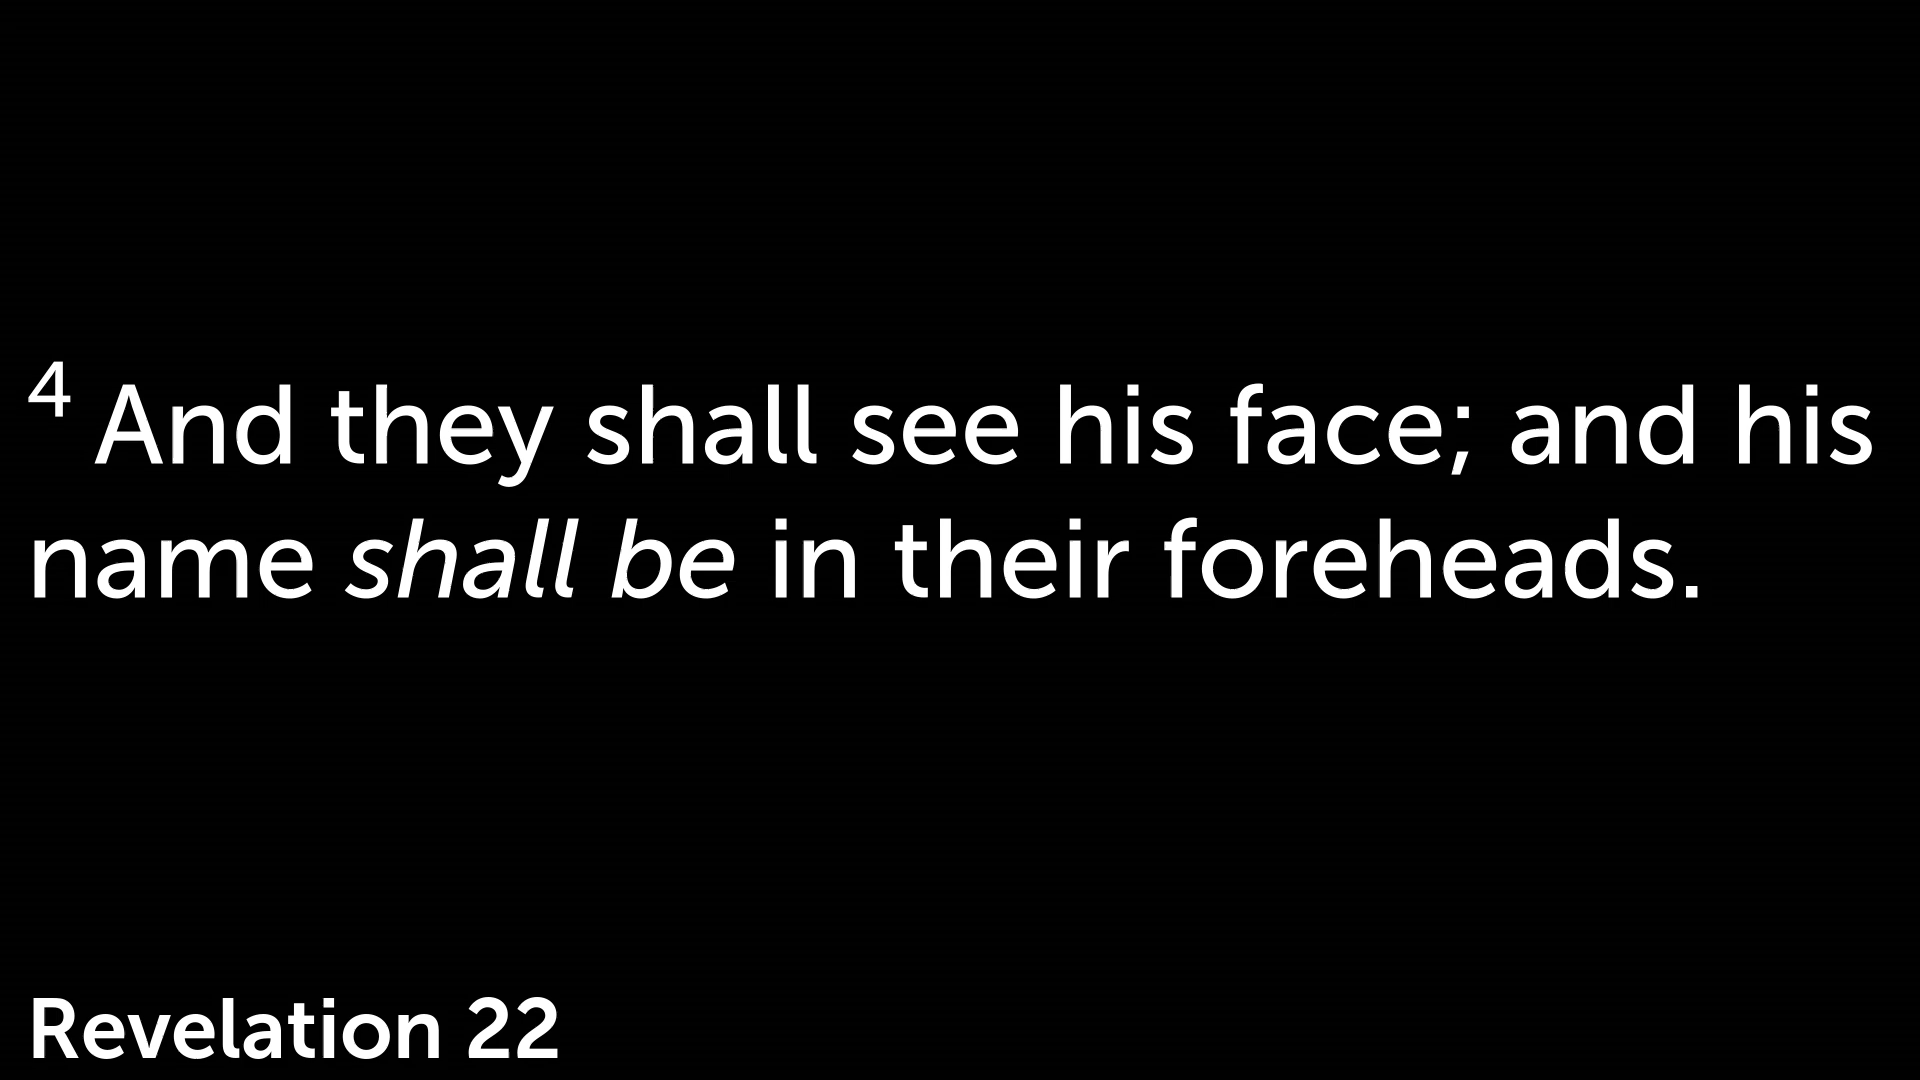 4 And they shall see his face; and his
name shall be in their foreheads.
Revelation 22